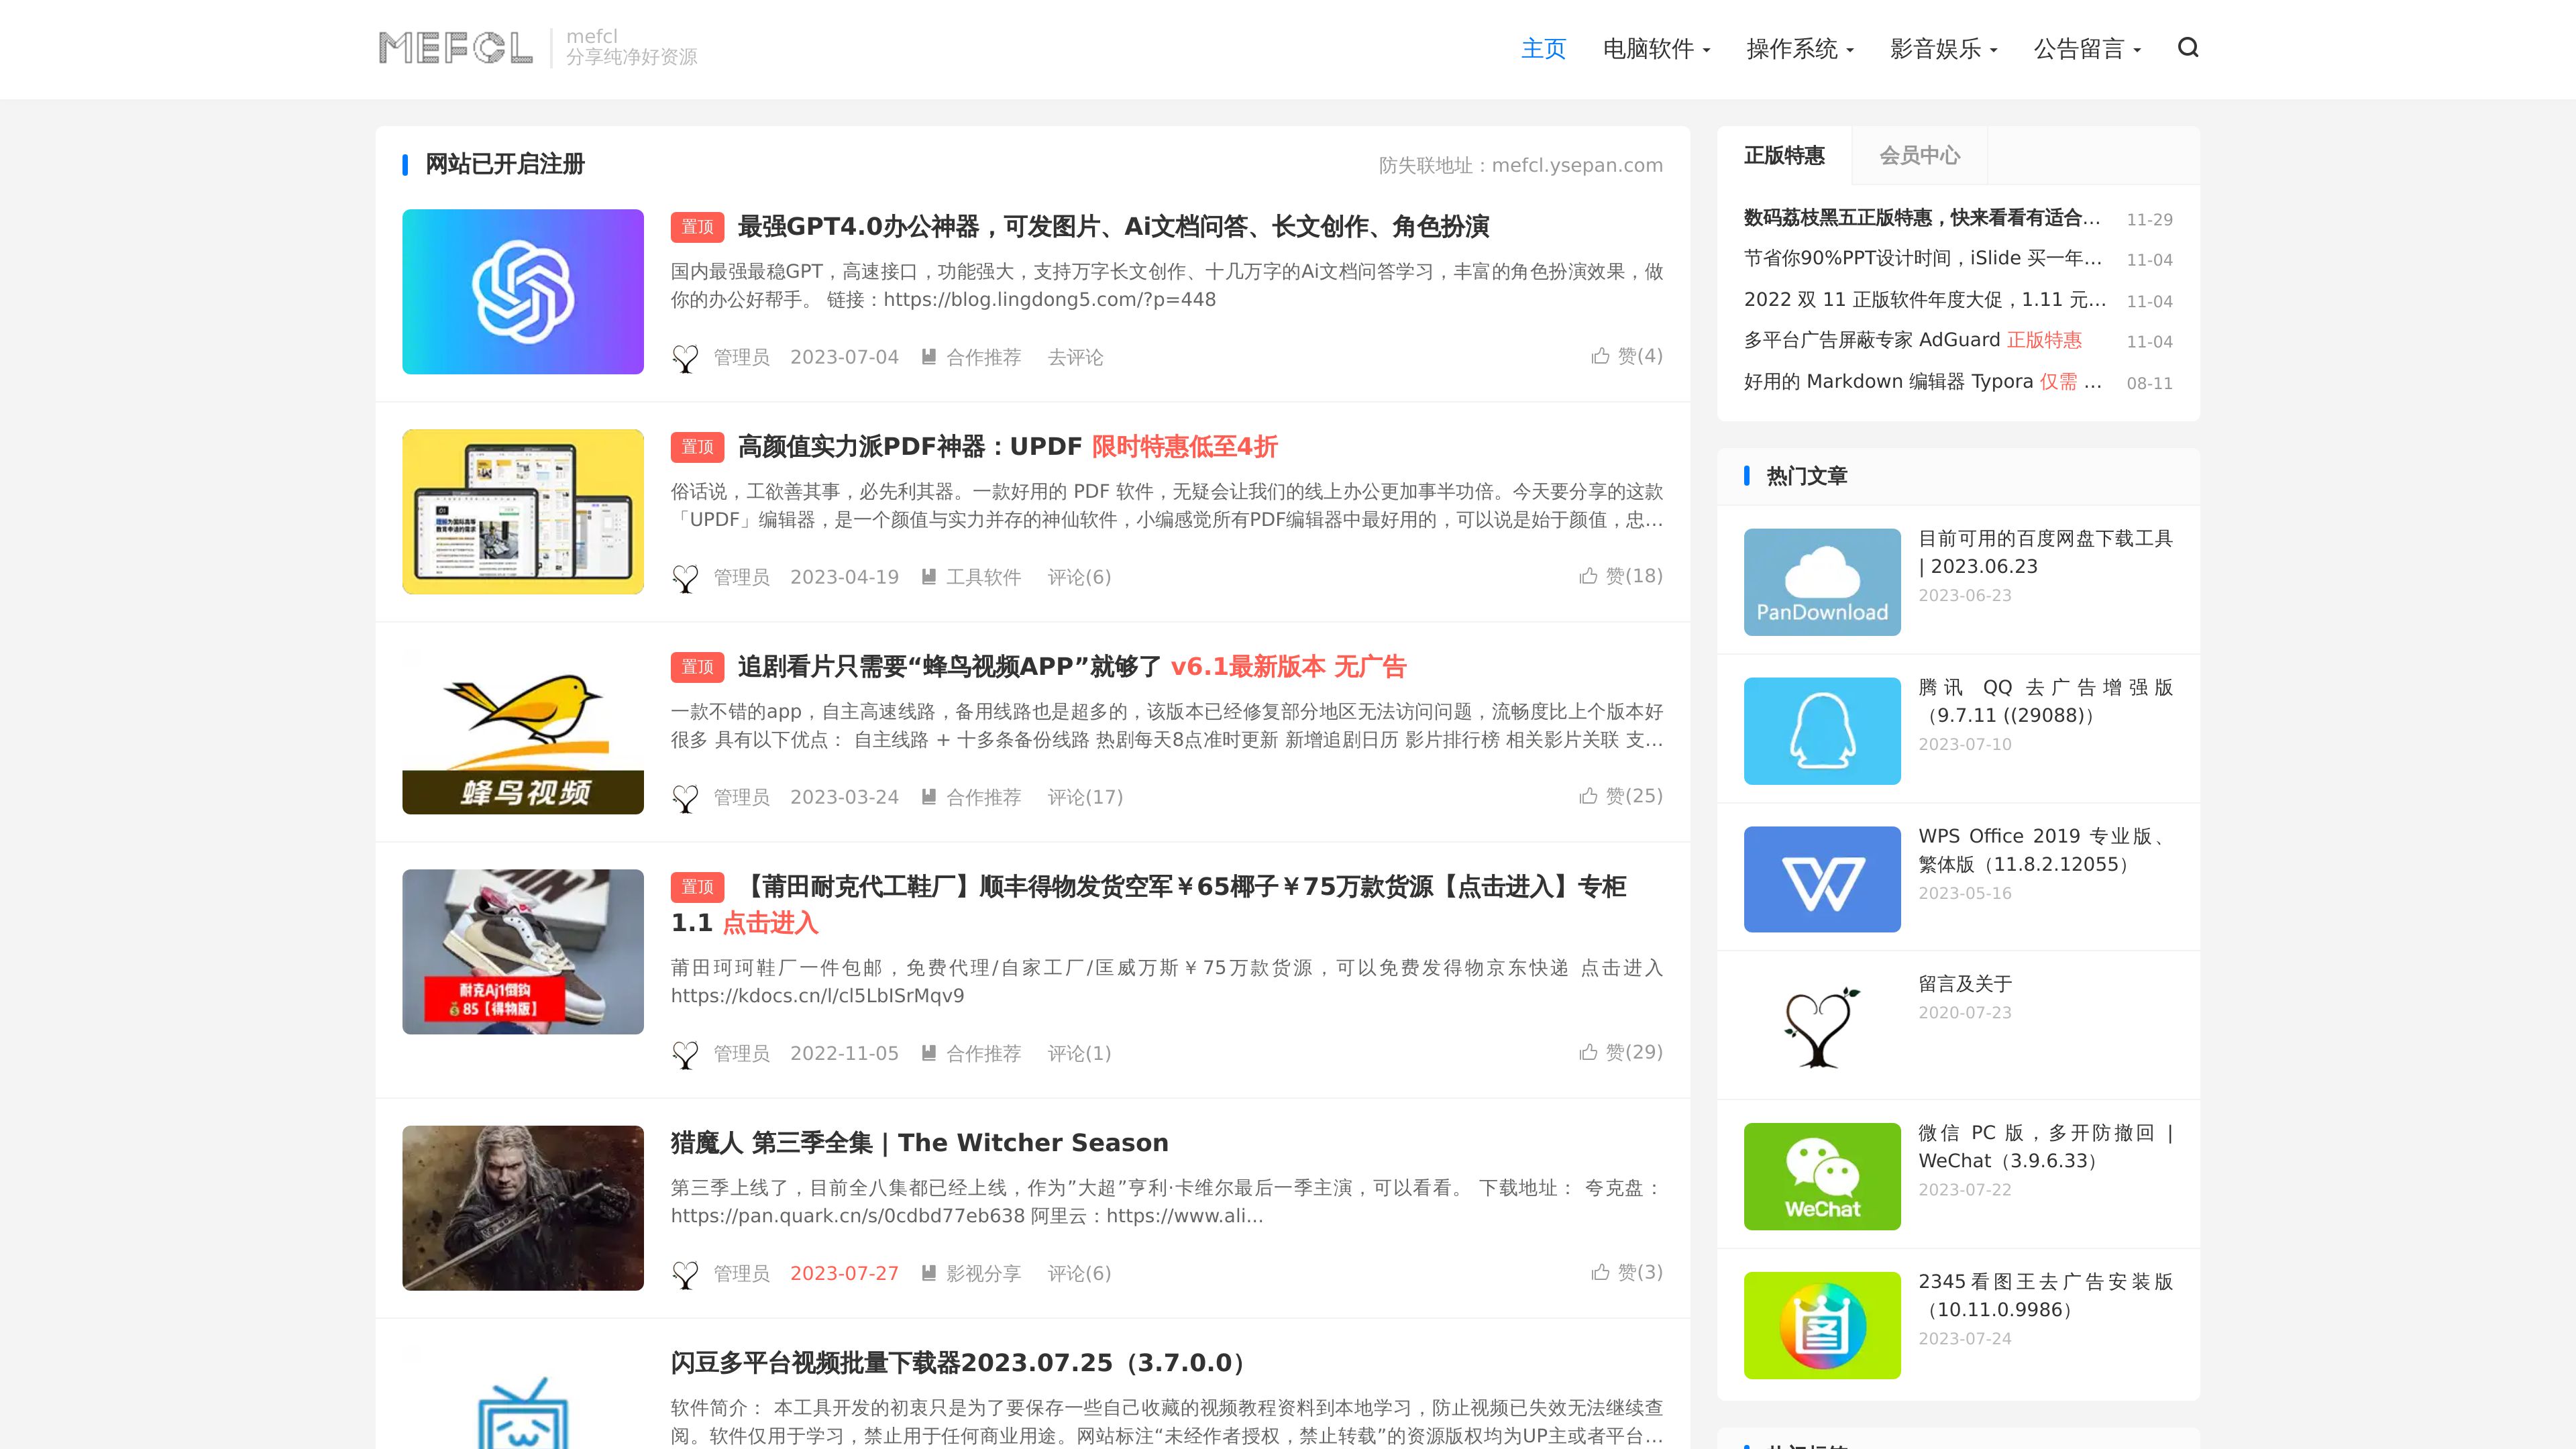 MEFCL
mefcl
分享纯净好资源
主页
电脑软件
操作系统
影音娱乐
公告留言
网站已开启注册
防失联地址：mefcl.ysepan.com
置顶 最强GPT4.0办公神器，可发图片、Ai文档问答、长文创作、角色扮演
国内最强最稳GPT，高速接口，功能强大，支持万字长文创作、十几万字的Ai文档问答学习，丰富的角色扮演效果，做
你的办公好帮手。 链接：https://blog.lingdong5.com/?p=448
管理员 2023-07-04 合作推荐 去评论 赞(4)
置顶 高颜值实力派PDF神器：UPDF 限时特惠低至4折
俗话说，工欲善其事，必先利其器。一款好用的 PDF 软件，无疑会让我们的线上办公更加事半功倍。今天要分享的这款
「UPDF」编辑器，是一个颜值与实力并存的神仙软件，小编感觉所有PDF编辑器中最好用的，可以说是始于颜值，忠...
管理员 2023-04-19 工具软件 评论(6) 赞(18)
蜂鸟视频
置顶 追剧看片只需要“蜂鸟视频APP”就够了 v6.1最新版本 无广告
一款不错的app，自主高速线路，备用线路也是超多的，该版本已经修复部分地区无法访问问题，流畅度比上个版本好
很多 具有以下优点： 自主线路 + 十多条备份线路 热剧每天8点准时更新 新增追剧日历 影片排行榜 相关影片关联 支...
管理员 2023-03-24 合作推荐 评论(17) 赞(25)
耐克Aj1倒钩
85【得物版】
置顶 【莆田耐克代工鞋厂】顺丰得物发货空军￥65椰子￥75万款货源【点击进入】专柜
1.1 点击进入
莆田珂珂鞋厂一件包邮，免费代理/自家工厂/匡威万斯￥75万款货源，可以免费发得物京东快递 点击进入
https://kdocs.cn/l/cl5LbISrMqv9
管理员 2022-11-05 合作推荐 评论(1) 赞(29)
猎魔人 第三季全集 | The Witcher Season
第三季上线了，目前全八集都已经上线，作为”大超”亨利·卡维尔最后一季主演，可以看看。 下载地址： 夸克盘：
https://pan.quark.cn/s/0cdbd77eb638 阿里云：https://www.ali...
管理员 2023-07-27 影视分享 评论(6) 赞(3)
闪豆多平台视频批量下载器2023.07.25（3.7.0.0）
软件简介： 本工具开发的初衷只是为了要保存一些自己收藏的视频教程资料到本地学习，防止视频已失效无法继续查
阅。软件仅用于学习，禁止用于任何商业用途。网站标注“未经作者授权，禁止转载”的资源版权均为UP主或者平台...
正版特惠 会员中心
数码荔枝黑五正版特惠，快来看看有适合... 11-29
节省你90%PPT设计时间，iSlide 买一年... 11-04
2022 双 11 正版软件年度大促，1.11 元... 11-04
多平台广告屏蔽专家 AdGuard 正版特惠 11-04
好用的 Markdown 编辑器 Typora 仅需 ... 08-11
热门文章
PanDownload
目前可用的百度网盘下载工具
| 2023.06.23
2023-06-23
腾讯 QQ 去广告增强版
（9.7.11 ((29088)）
2023-07-10
WPS Office 2019 专业版、
繁体版（11.8.2.12055）
2023-05-16
留言及关于
2020-07-23
WeChat
微信 PC 版，多开防撤回 |
WeChat（3.9.6.33）
2023-07-22
2345看图王去广告安装版
（10.11.0.9986）
2023-07-24